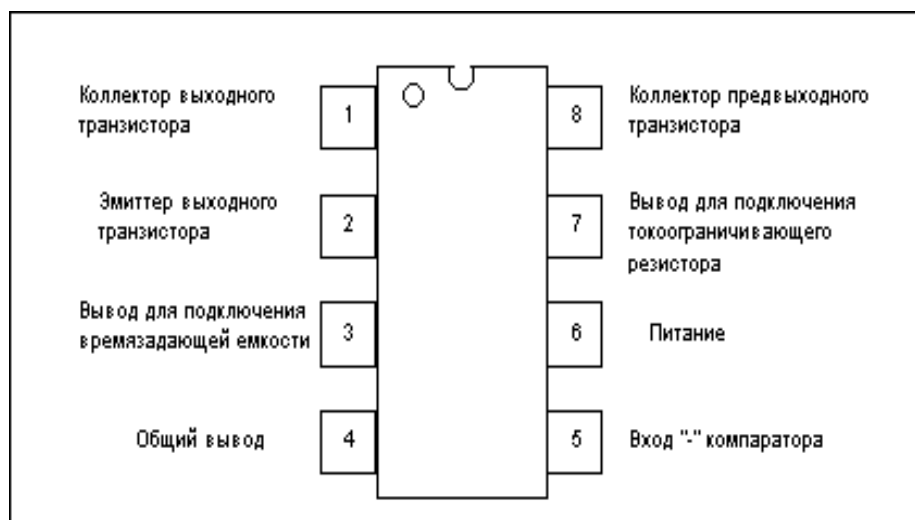 Коллектор выходного
транзистора
1
8
Коллектор предвыходного
транзистора
Эмиттер выходного
транзистора
2
7
Вывод для подключения
токоограничивающего
резистора
Вывод для подключения
времязадающей емкости
3
6
Питание
Общий вывод
4
5
Вход "-" компаратора